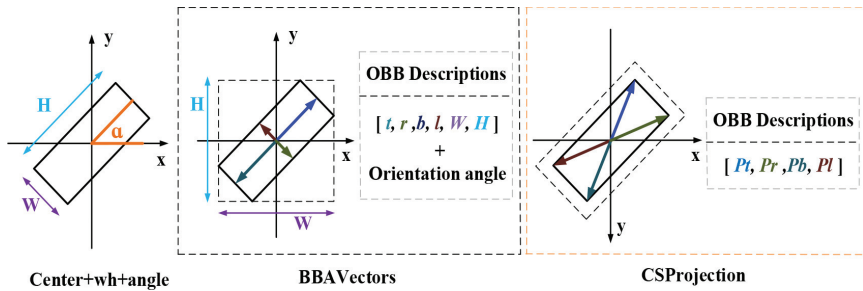 y
H
α
x
W
Center+wh+angle
y
H
x
W
OBB Descriptions
[ t, r ,b, l, W, H ]
+
Orientation angle
BBAVectors
x
y
OBB Descriptions
[ Pt, Pr ,Pb, Pl ]
CSProjection